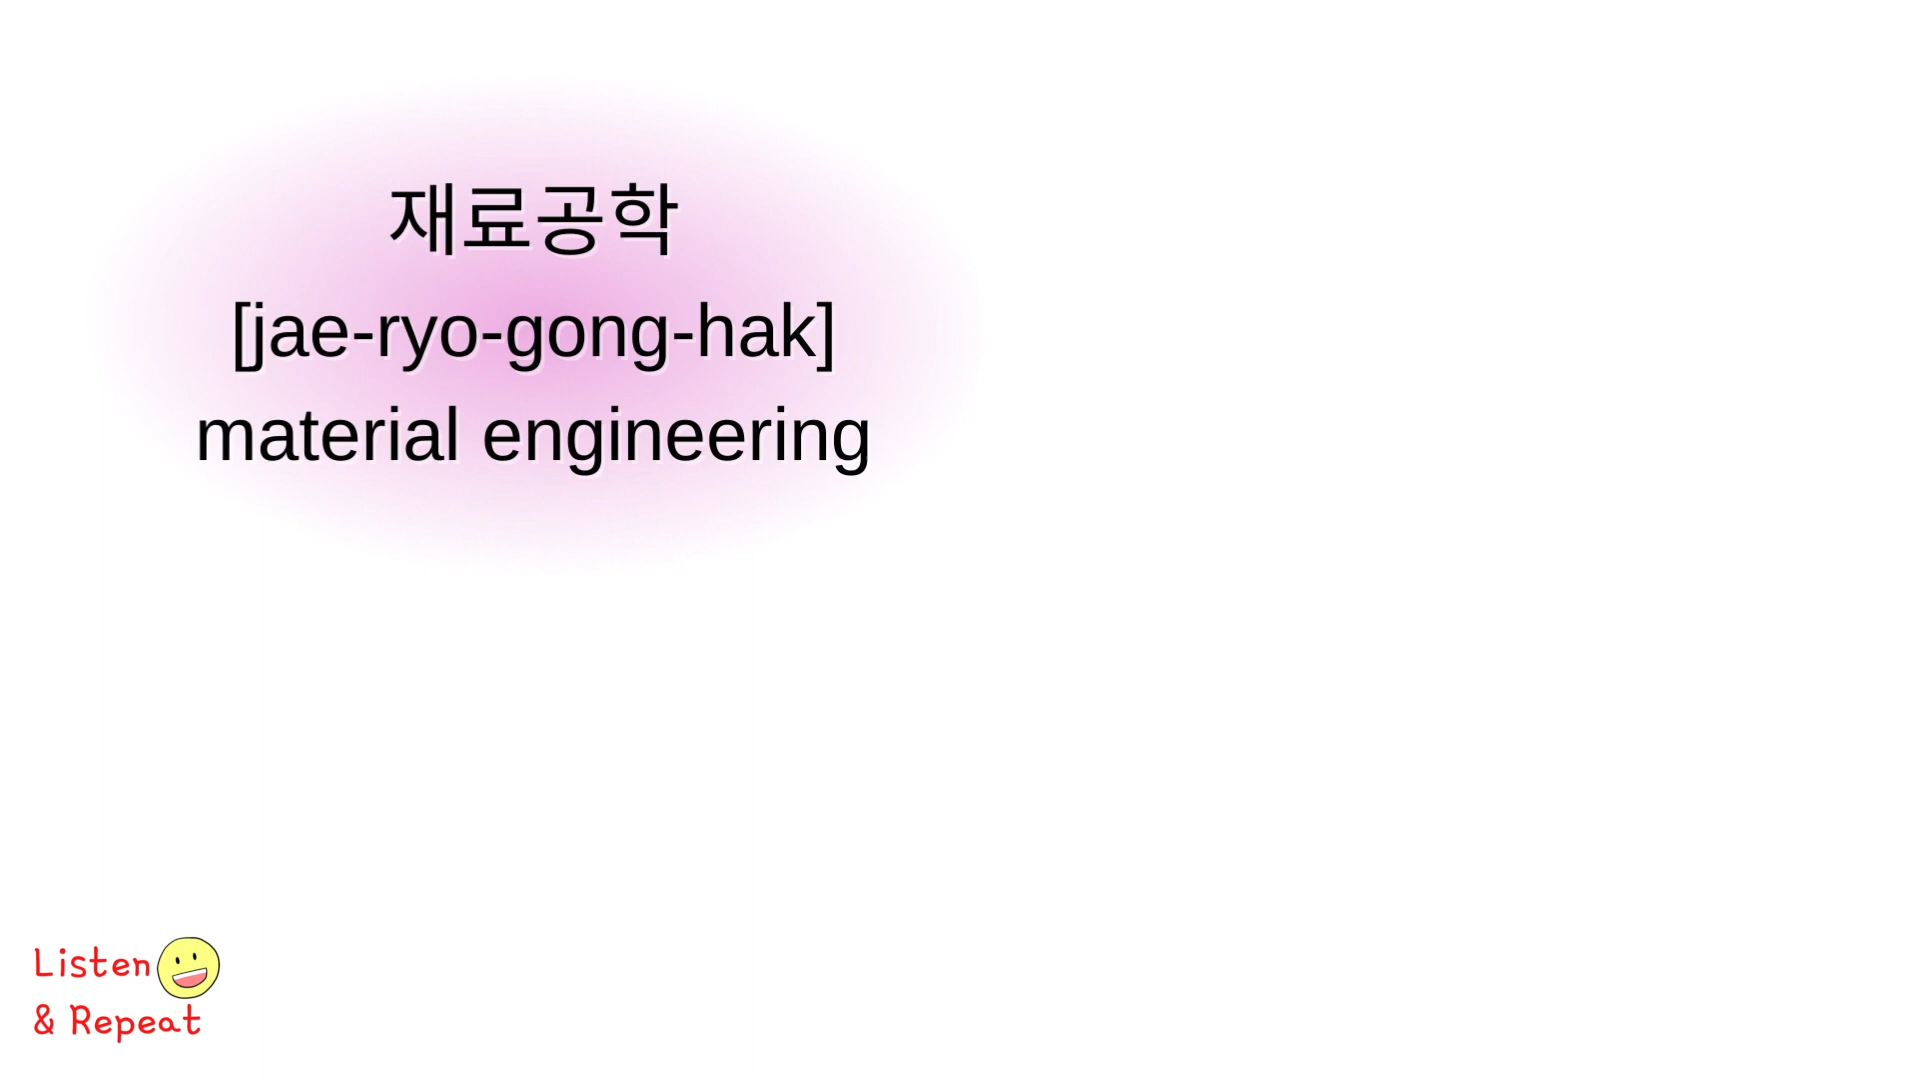 재료공학
[jae-ryo-gong-hak]
material engineering
Listen
& Repeat